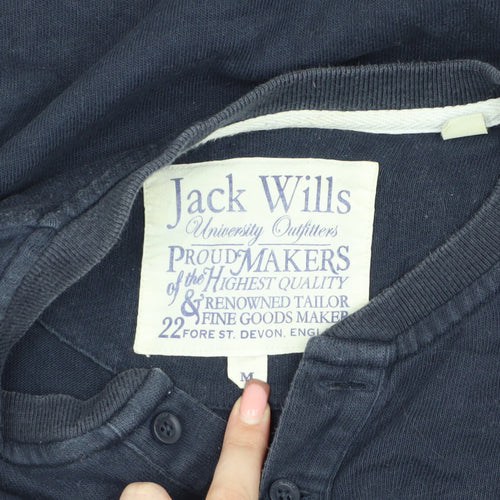 Jack Wills
University Outfitters
PROUD MAKERS
of the HIGHEST QUALITY
& RENOWNED TAILOR
FINE GOODS MAKER
22 FORE ST. DEVON. ENGL
M